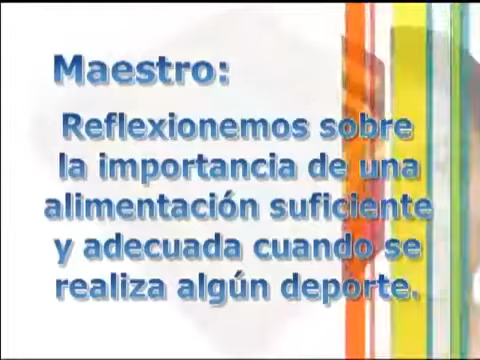 Maestro:
Reflexionemos sobre
la importancia de una
alimentación suficiente
y adecuada cuando se
realiza algún deporte.